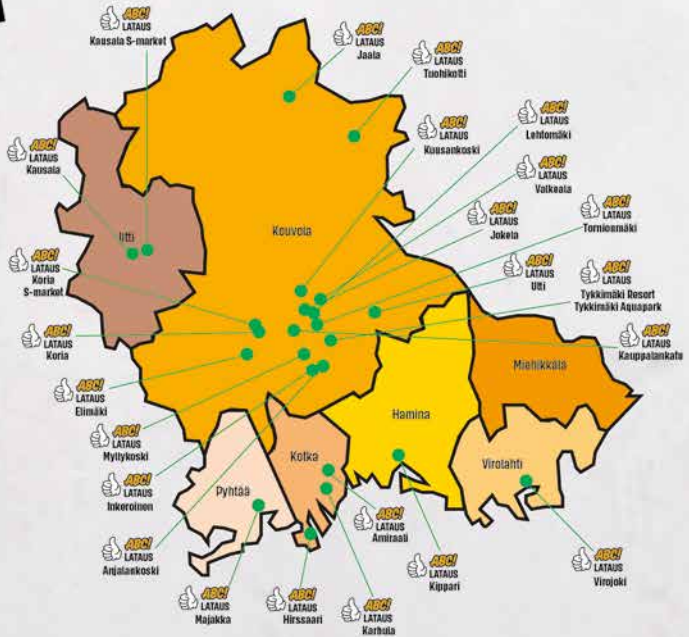 ABC!
LATAUS
Kausala S-market
ABC!
LATAUS
Jaala
ABC!
LATAUS
Tuohikotti
ABC!
LATAUS
Kuusankoski
ABC!
LATAUS
Lehtomäki
ABC!
LATAUS
Valkeala
ABC!
LATAUS
Jokela
ABC!
LATAUS
Tornionmäki
ABC!
LATAUS
Utti
ABC!
LATAUS
Tykkimäki Resort
Tykkimäki Aquapark
ABC!
LATAUS
Kauppalankatu
ABC!
LATAUS
Kausala
ABC!
LATAUS
Koria
S-market
ABC!
LATAUS
Koria
ABC!
LATAUS
Elimäki
ABC!
LATAUS
Myllykoski
ABC!
LATAUS
Inkeroinen
ABC!
LATAUS
Anjalankoski
ABC!
LATAUS
Majakka
ABC!
LATAUS
Hirssaari
ABC!
LATAUS
Karhula
ABC!
LATAUS
Amiraali
ABC!
LATAUS
Kippari
ABC!
LATAUS
Virojoki
Iitti
Kouvola
Miehikkälä
Hamina
Virolahti
Kotka
Pyhtää